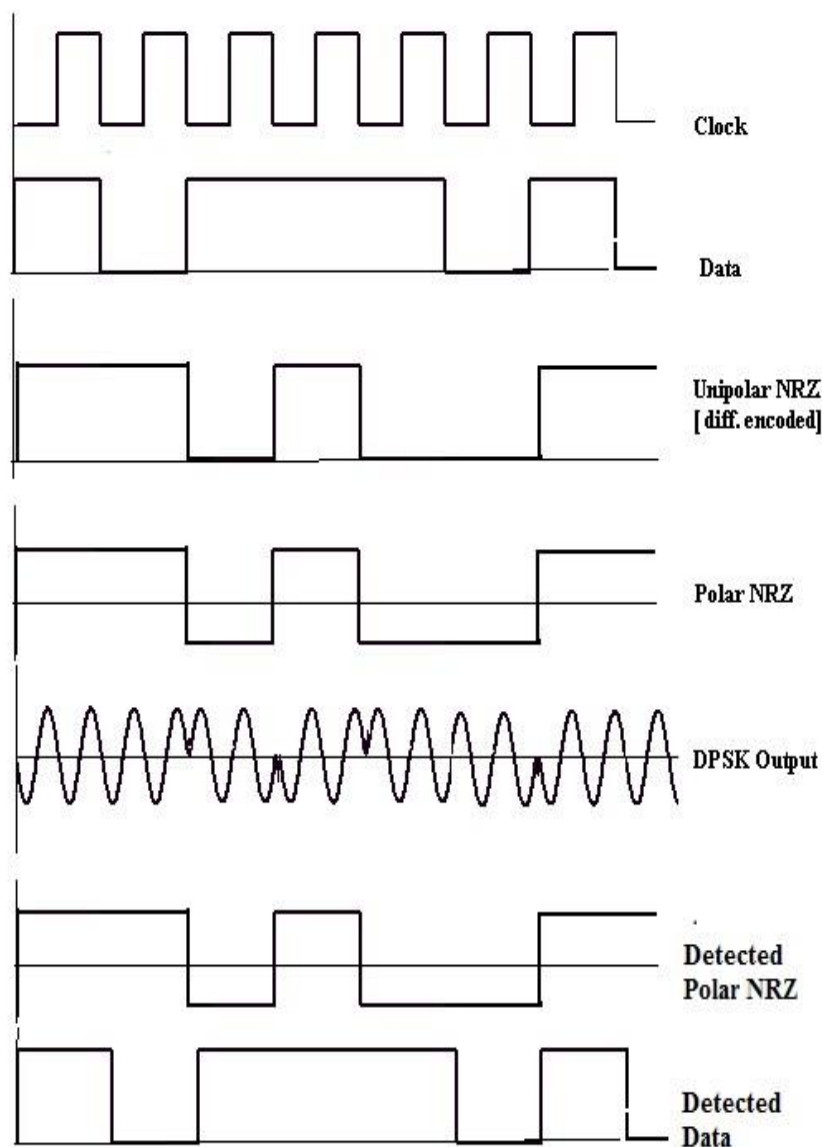 Clock
Data
Unipolar NRZ
[ diff. encoded]
Polar NRZ
DPSK Output
Detected
Polar NRZ
Detected
Data